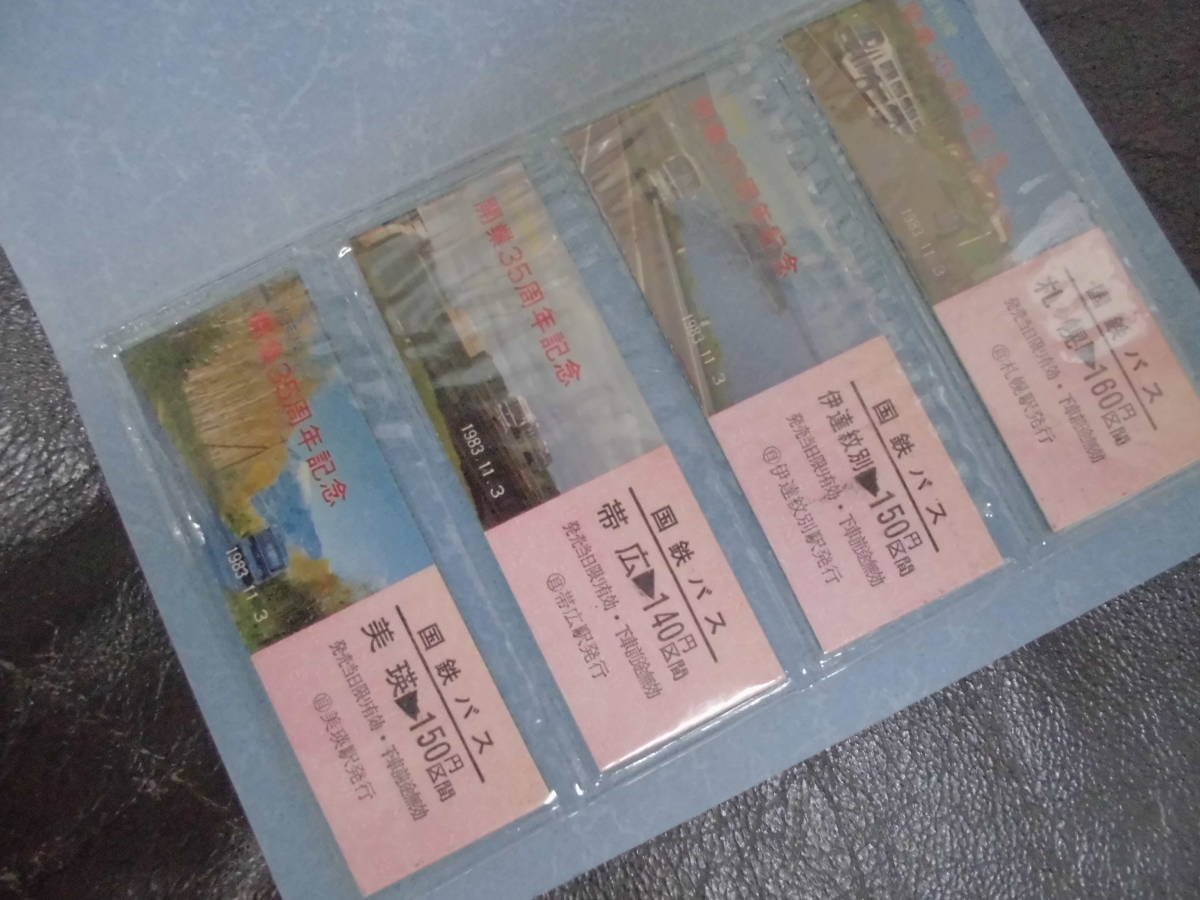 開業35周年記念
1983.11.3
国鉄バス
美瑛▶150円区間
発売当日限り有効・下車前途無効
美瑛駅発行
開業35周年記念
1983.11.3
国鉄バス
帯広▶140円区間
発売当日限り有効・下車前途無効
帯広駅発行
開業35周年記念
1983.11.3
国鉄バス
伊達紋別▶150円区間
発売当日限り有効・下車前途無効
伊達紋別駅発行
1983.11.3
国鉄バス
札幌▶160円区間
発売当日限り有効・下車前途無効
札幌駅発行